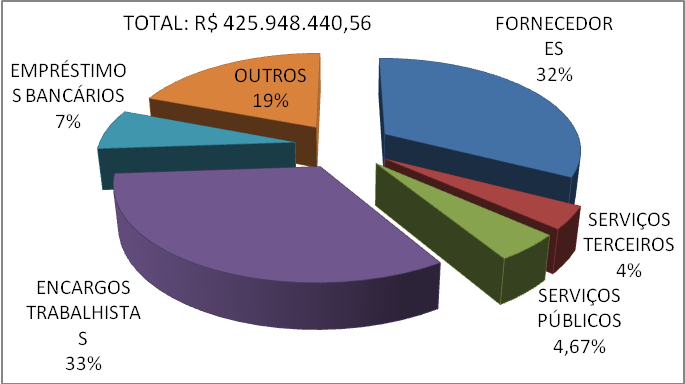 TOTAL: R$ 425.948.440,56
FORNECEDOR
ES
32%
EMPRÉSTIMO
S BANCÁRIOS
7%
OUTROS
19%
SERVIÇOS
TERCEIROS
4%
SERVIÇOS
PÚBLICOS
4,67%
ENCARGOS
TRABALHISTA
S
33%